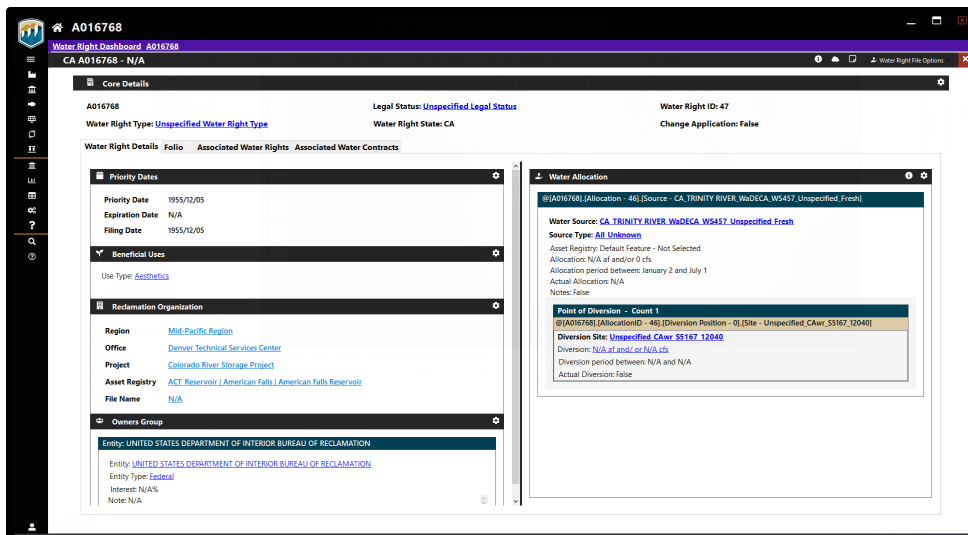 A016768
Water Right Dashboard A016768
CA A016768 - N/A
Water Right File Options
Core Details
A016768
Legal Status: Unspecified Legal Status
Water Right ID: 47
Water Right Type: Unspecified Water Right Type
Water Right State: CA
Change Application: False
Water Right Details Folio Associated Water Rights Associated Water Contracts
Priority Dates
Priority Date 1955/12/05
Expiration Date N/A
Filing Date 1955/12/05
Beneficial Uses
Use Type: Aesthetics
Reclamation Organization
Region Mid-Pacific Region
Office Denver Technical Services Center
Project Colorado River Storage Project
Asset Registry ACT Reservoir | American Falls | American Falls Reservoir
File Name N/A
Owners Group
Entity: UNITED STATES DEPARTMENT OF INTERIOR BUREAU OF RECLAMATION
Entity: UNITED STATES DEPARTMENT OF INTERIOR BUREAU OF RECLAMATION
Entity Type: Federal
Interest: N/A%
Note: N/A
Water Allocation
@[A016768].[Allocation - 46].[Source - CA_TRINITY RIVER_WaDECA_WS457_Unspecified_Fresh]
Water Source: CA_TRINITY RIVER_WaDECA_WS457_Unspecified_Fresh
Source Type: All_Unknown
Asset Registry: Default Feature - Not Selected
Allocation: N/A af and/or 0 cfs
Allocation period between: January 2 and July 1
Actual Allocation: N/A
Notes: False
Point of Diversion - Count 1
@[A016768].[AllocationID - 46].[Diversion Position - 0].[Site - Unspecified_CAwr_S5167_12040]
Diversion Site: Unspecified_CAwr_S5167_12040
Diversion: N/A af and/ or N/A cfs
Diversion period between: N/A and N/A
Actual Diversion: False